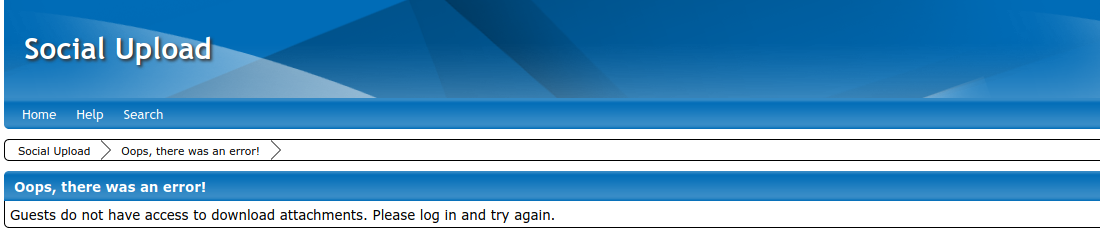 Social Upload
Home Help Search
Social Upload Oops, there was an error!
Oops, there was an error!
Guests do not have access to download attachments. Please log in and try again.